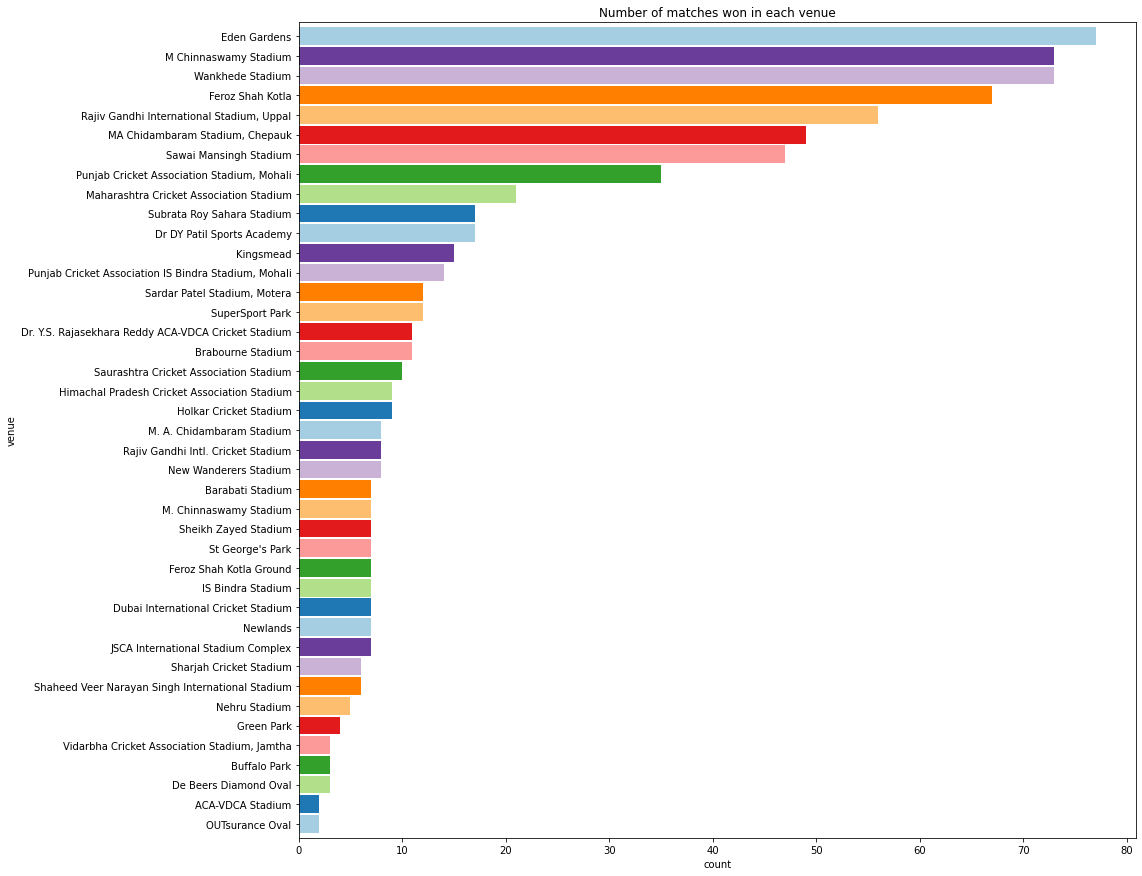 Number of matches won in each venue
Eden Gardens
M Chinnaswamy Stadium
Wankhede Stadium
Feroz Shah Kotla
Rajiv Gandhi International Stadium, Uppal
MA Chidambaram Stadium, Chepauk
Sawai Mansingh Stadium
Punjab Cricket Association Stadium, Mohali
Maharashtra Cricket Association Stadium
Subrata Roy Sahara Stadium
Dr DY Patil Sports Academy
Kingsmead
Punjab Cricket Association IS Bindra Stadium, Mohali
Sardar Patel Stadium, Motera
SuperSport Park
Dr. Y.S. Rajasekhara Reddy ACA-VDCA Cricket Stadium
Brabourne Stadium
Saurashtra Cricket Association Stadium
Himachal Pradesh Cricket Association Stadium
Holkar Cricket Stadium
M. A. Chidambaram Stadium
Rajiv Gandhi Intl. Cricket Stadium
New Wanderers Stadium
Barabati Stadium
M. Chinnaswamy Stadium
Sheikh Zayed Stadium
St George's Park
Feroz Shah Kotla Ground
IS Bindra Stadium
Dubai International Cricket Stadium
Newlands
JSCA International Stadium Complex
Sharjah Cricket Stadium
Shaheed Veer Narayan Singh International Stadium
Nehru Stadium
Green Park
Vidarbha Cricket Association Stadium, Jamtha
Buffalo Park
De Beers Diamond Oval
ACA-VDCA Stadium
OUTsurance Oval
venue
0 10 20 30 40 50 60 70 80
count